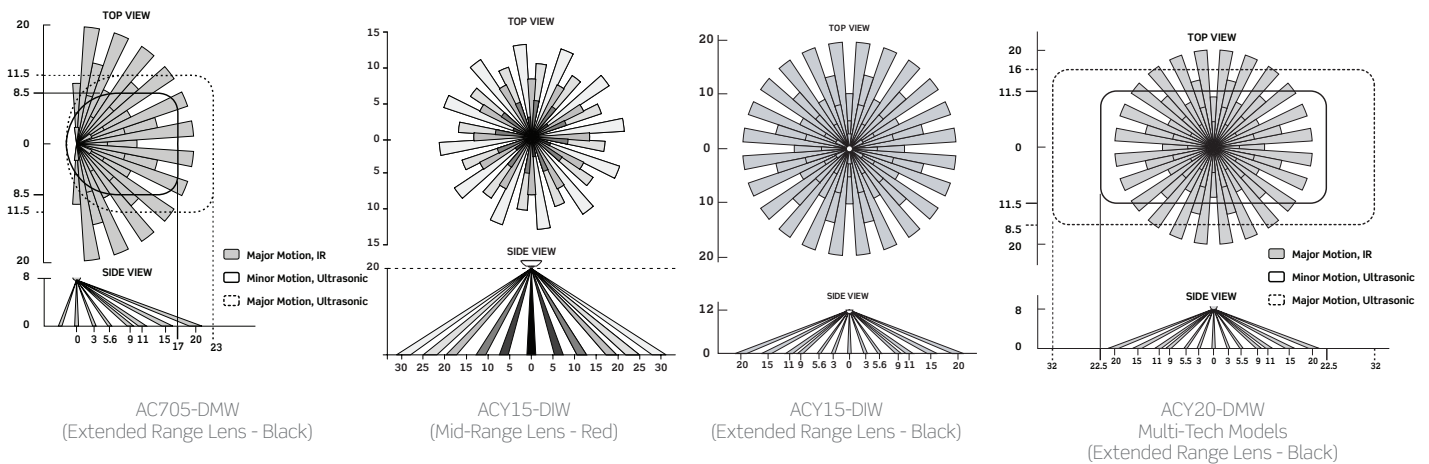 TOP VIEW
20
11.5
8.5
0
8.5
11.5
20
Major Motion, IR
Minor Motion, Ultrasonic
Major Motion, Ultrasonic
SIDE VIEW
8
0
0 3 5.6 9 11 15 17 20 23
AC705-DMW
(Extended Range Lens - Black)
TOP VIEW
15
10
5
0
5
10
15
SIDE VIEW
20
30 25 20 15 10 5 0 5 10 15 20 25 30
ACY15-DIW
(Mid-Range Lens - Red)
TOP VIEW
20
10
0
10
20
SIDE VIEW
12
0
20 15 11 9 5.6 3 0 3 5.6 9 11 15 20
ACY15-DIW
(Extended Range Lens - Black)
TOP VIEW
20
16
11.5
0
11.5
8.5
20
Major Motion, IR
Minor Motion, Ultrasonic
Major Motion, Ultrasonic
SIDE VIEW
8
0
32 22.5 20 15 11 9 5.5 3 0 3 5.6 9 11 15 20 22.5 32
ACY20-DMW
Multi-Tech Models
(Extended Range Lens - Black)